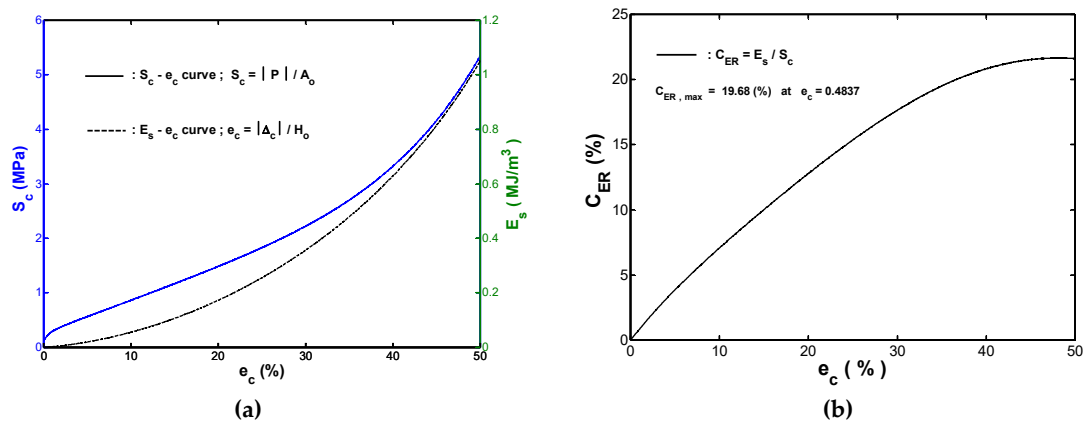 6
5
4
3
2
1
0
S_c (MPa)
: S_c - e_c curve ; S_c = | P | / A_o
: E_s - e_c curve ; e_c = |Δ_c| / H_o
1.2
1
0.8
0.6
0.4
0.2
0
E_s ( MJ/m^3 )
0 10 20 30 40 50
e_c (%)
(a)
25
20
15
10
5
0
C_ER (%)
: C_ER = E_s / S_c
C_ER , max = 19.68 (%) at e_c = 0.4837
0 10 20 30 40 50
e_c ( % )
(b)